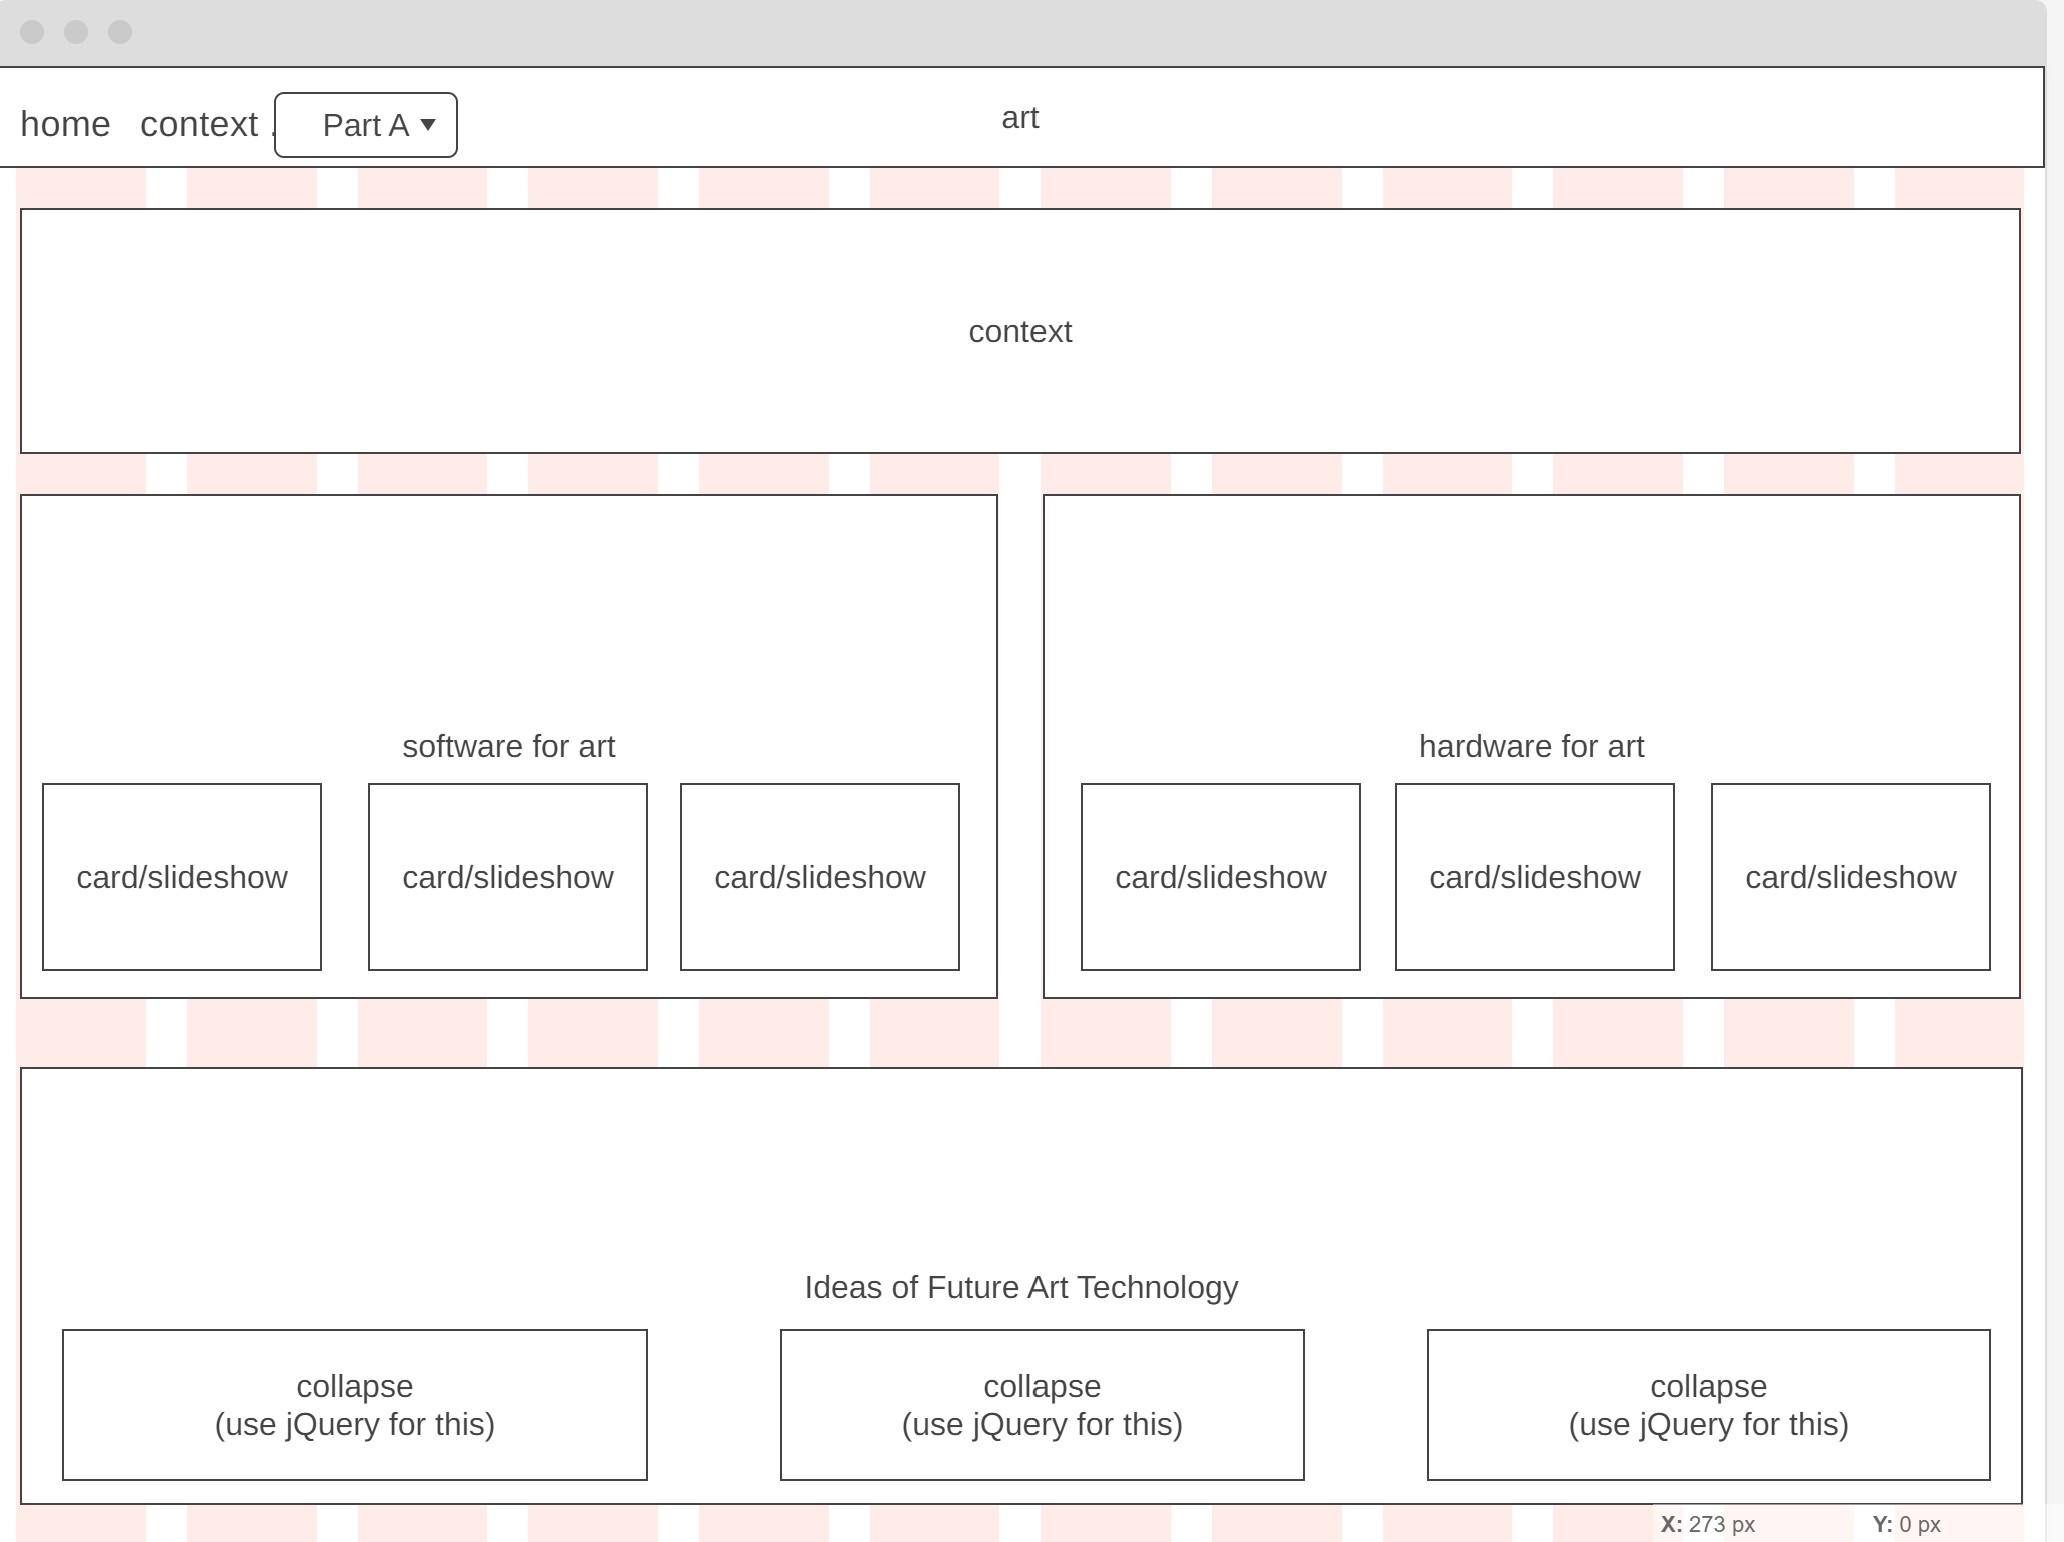 home context . Part A
art
context
software for art
hardware for art
card/slideshow card/slideshow card/slideshow card/slideshow card/slideshow card/slideshow
Ideas of Future Art Technology
collapse
(use jQuery for this)
collapse
(use jQuery for this)
collapse
(use jQuery for this)
X: 273 px Y: 0 px